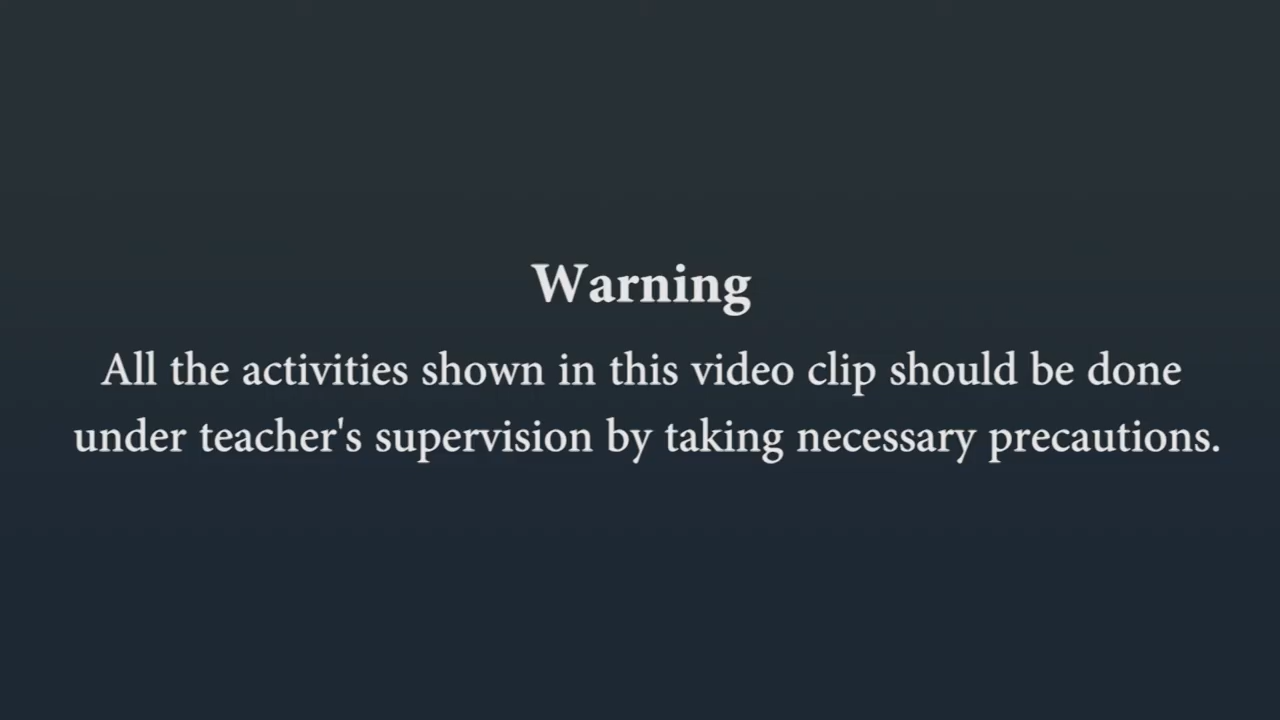 Warning
All the activities shown in this video clip should be done
under teacher's supervision by taking necessary precautions.